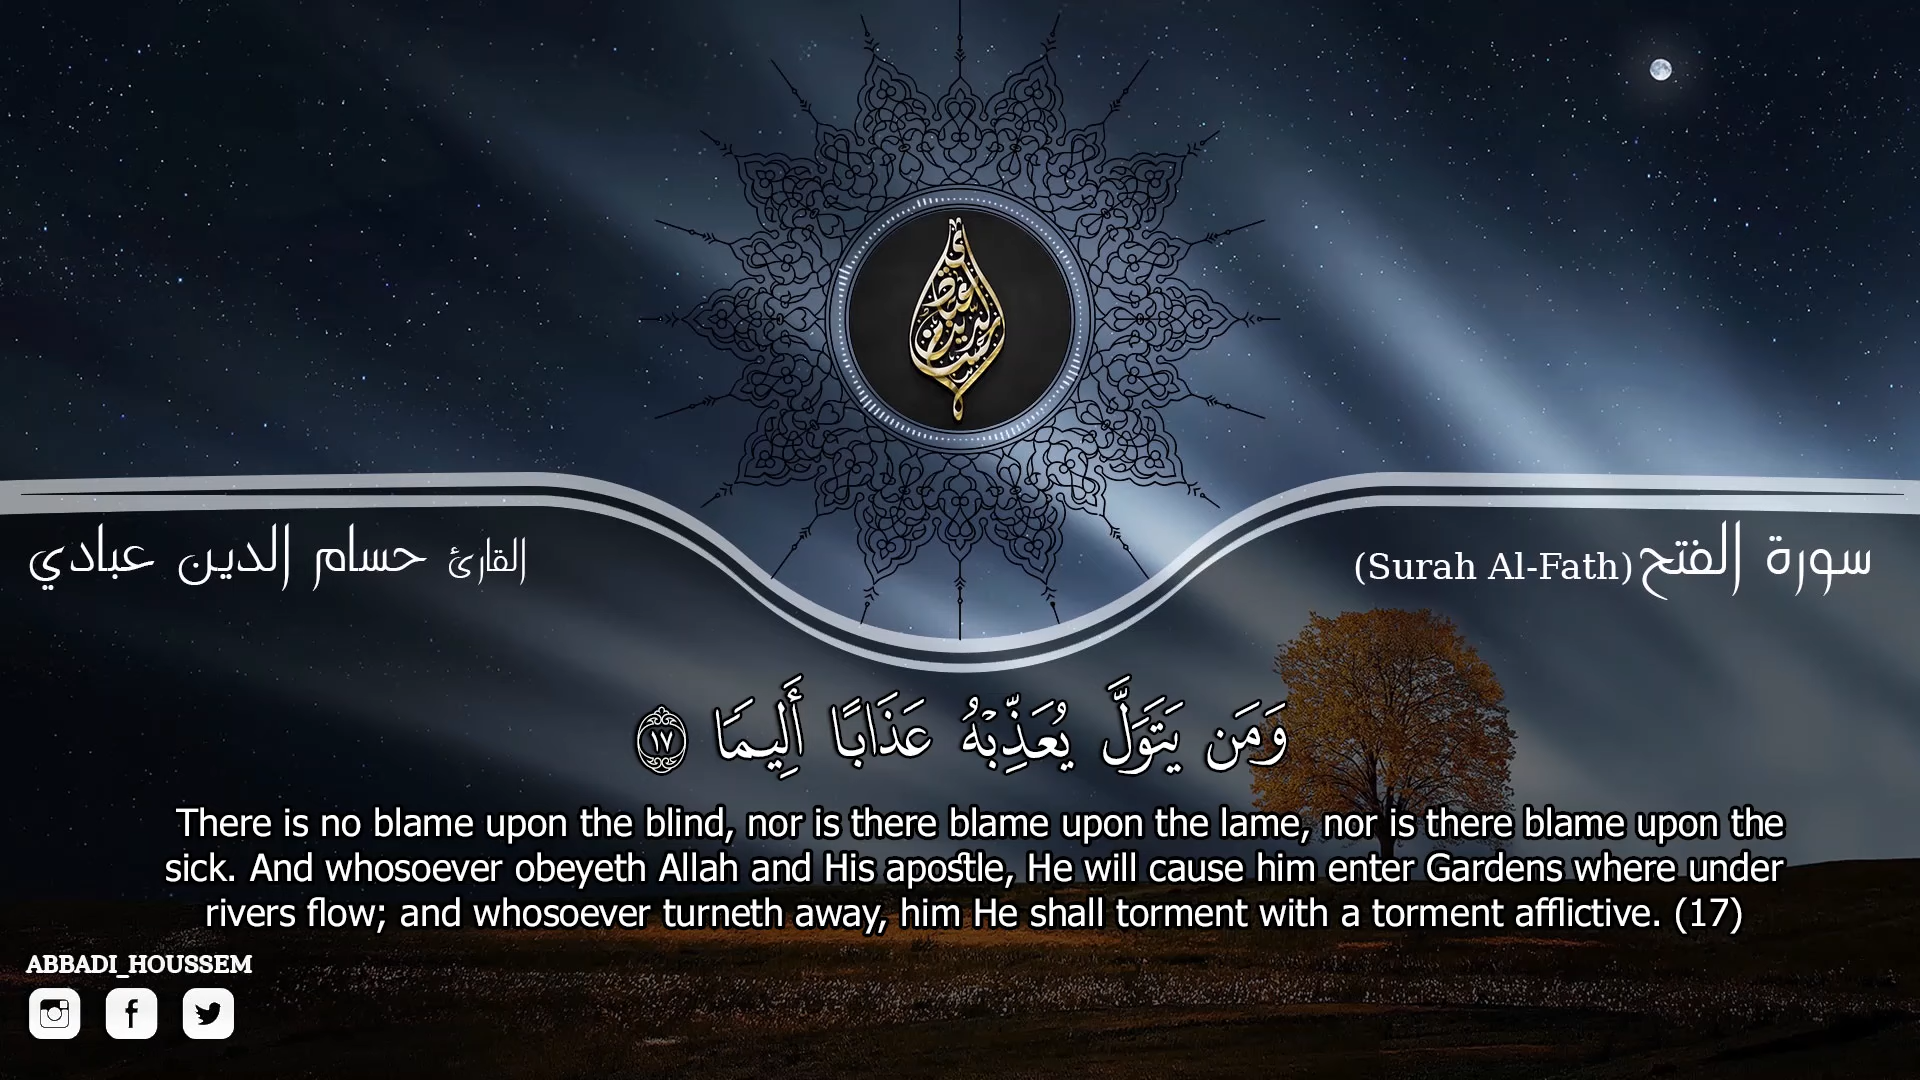 القارئ حسام الدين عبادي
سورة الفتح (Surah Al-Fath)
وَمَن يَتَوَلَّ يُعَذِّبْهُ عَذَابًا أَلِيمًا ١٧
There is no blame upon the blind, nor is there blame upon the lame, nor is there blame upon the
sick. And whosoever obeyeth Allah and His apostle, He will cause him enter Gardens where under
rivers flow; and whosoever turneth away, him He shall torment with a torment afflictive. (17)
ABBADI_HOUSSEM